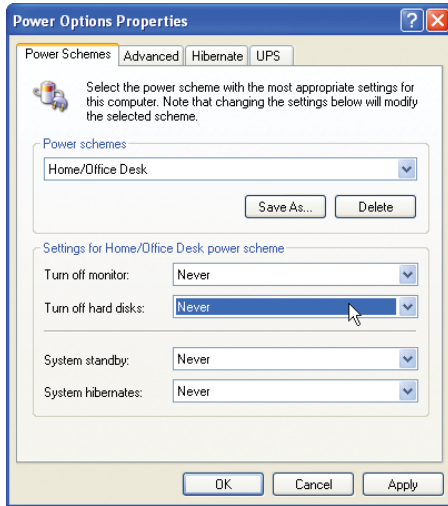 Power Options Properties
Power Schemes Advanced Hibernate UPS
Select the power scheme with the most appropriate settings for
this computer. Note that changing the settings below will modify
the selected scheme.
Power schemes
Home/Office Desk
Save As... Delete
Settings for Home/Office Desk power scheme
Turn off monitor: Never
Turn off hard disks: Never
System standby: Never
System hibernates: Never
OK Cancel Apply